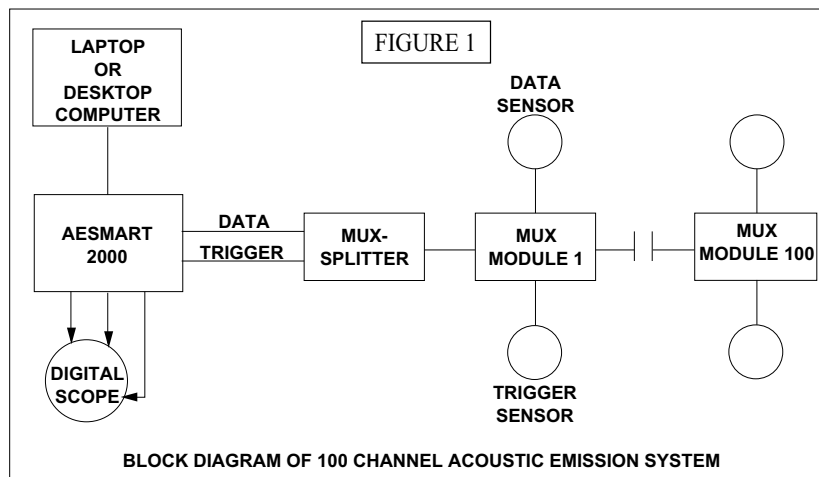 FIGURE 1
LAPTOP
OR
DESKTOP
COMPUTER
DATA
SENSOR
AESMART
2000
DATA
TRIGGER
MUX-
SPLITTER
MUX
MODULE 1
MUX
MODULE 100
DIGITAL
SCOPE
TRIGGER
SENSOR
BLOCK DIAGRAM OF 100 CHANNEL ACOUSTIC EMISSION SYSTEM